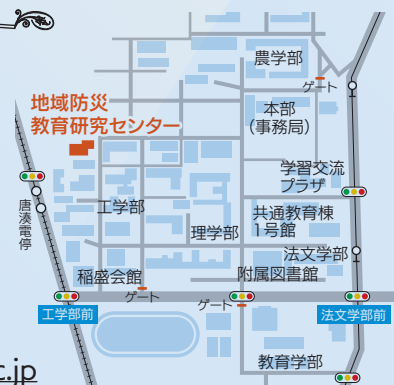 農学部
ゲート
地域防災
教育研究センター
本部
（事務局）
学習交流
プラザ
唐湊電停
工学部
共通教育棟
1号館
理学部
法文学部
稲盛会館
附属図書館
ゲート
ゲート
工学部前
法文学部前
教育学部
c.jp